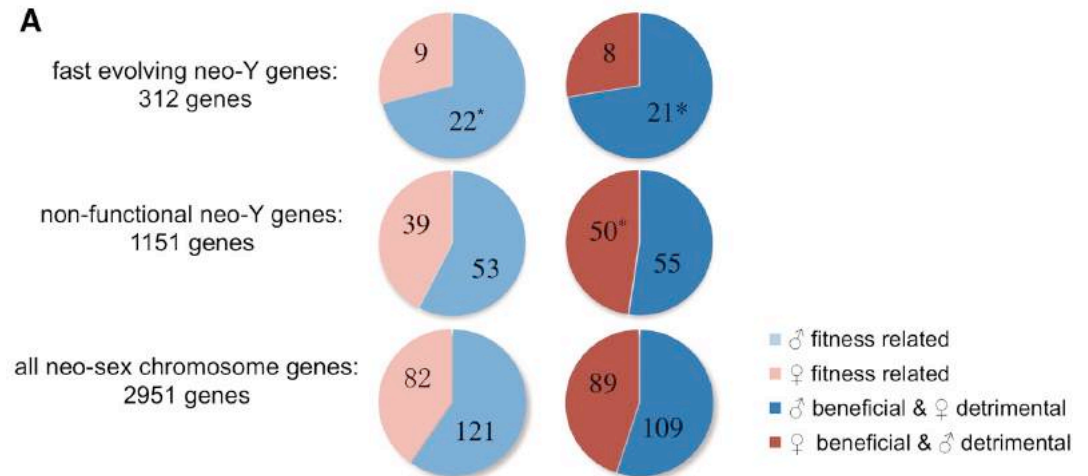 A
fast evolving neo-Y genes:
312 genes
9
22*
8
21*
non-functional neo-Y genes:
1151 genes
39
53
50*
55
all neo-sex chromosome genes:
2951 genes
82
121
89
109
♂ fitness related
♀ fitness related
♂ beneficial & ♀ detrimental
♀ beneficial & ♂ detrimental